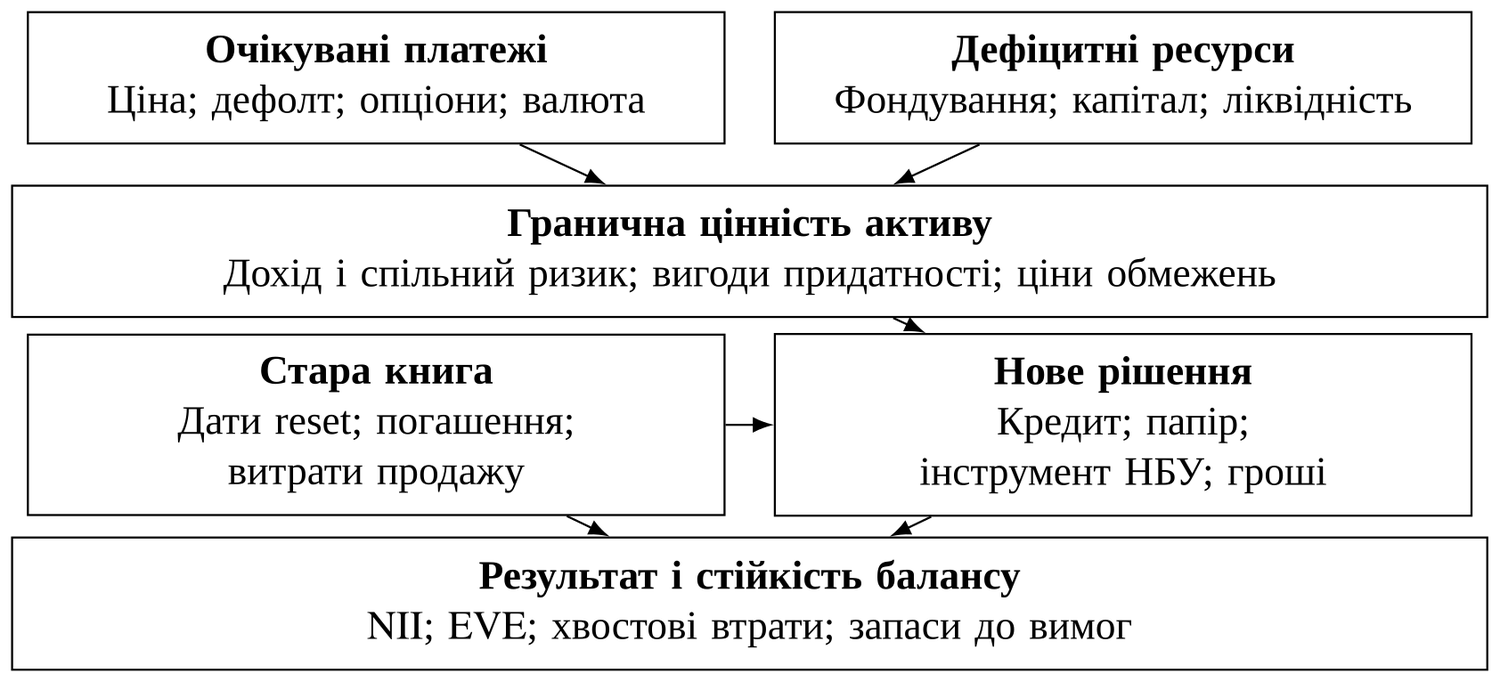 Очікувані платежі
Ціна; дефолт; опціони; валюта
Дефіцитні ресурси
Фондування; капітал; ліквідність
Гранична цінність активу
Дохід і спільний ризик; вигоди придатності; ціни обмежень
Стара книга
Дати reset; погашення;
витрати продажу
Нове рішення
Кредит; папір;
інструмент НБУ; гроші
Результат і стійкість балансу
NII; EVE; хвостові втрати; запаси до вимог